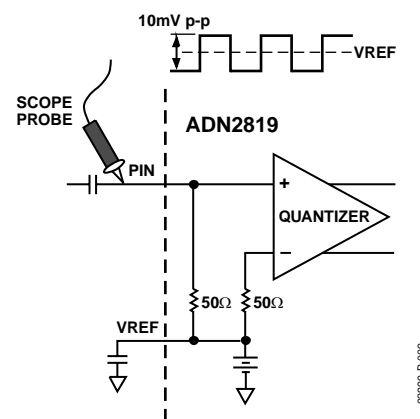 10mV p-p
VREF
SCOPE
PROBE
ADN2819
PIN
+
QUANTIZER
–
50Ω
50Ω
VREF